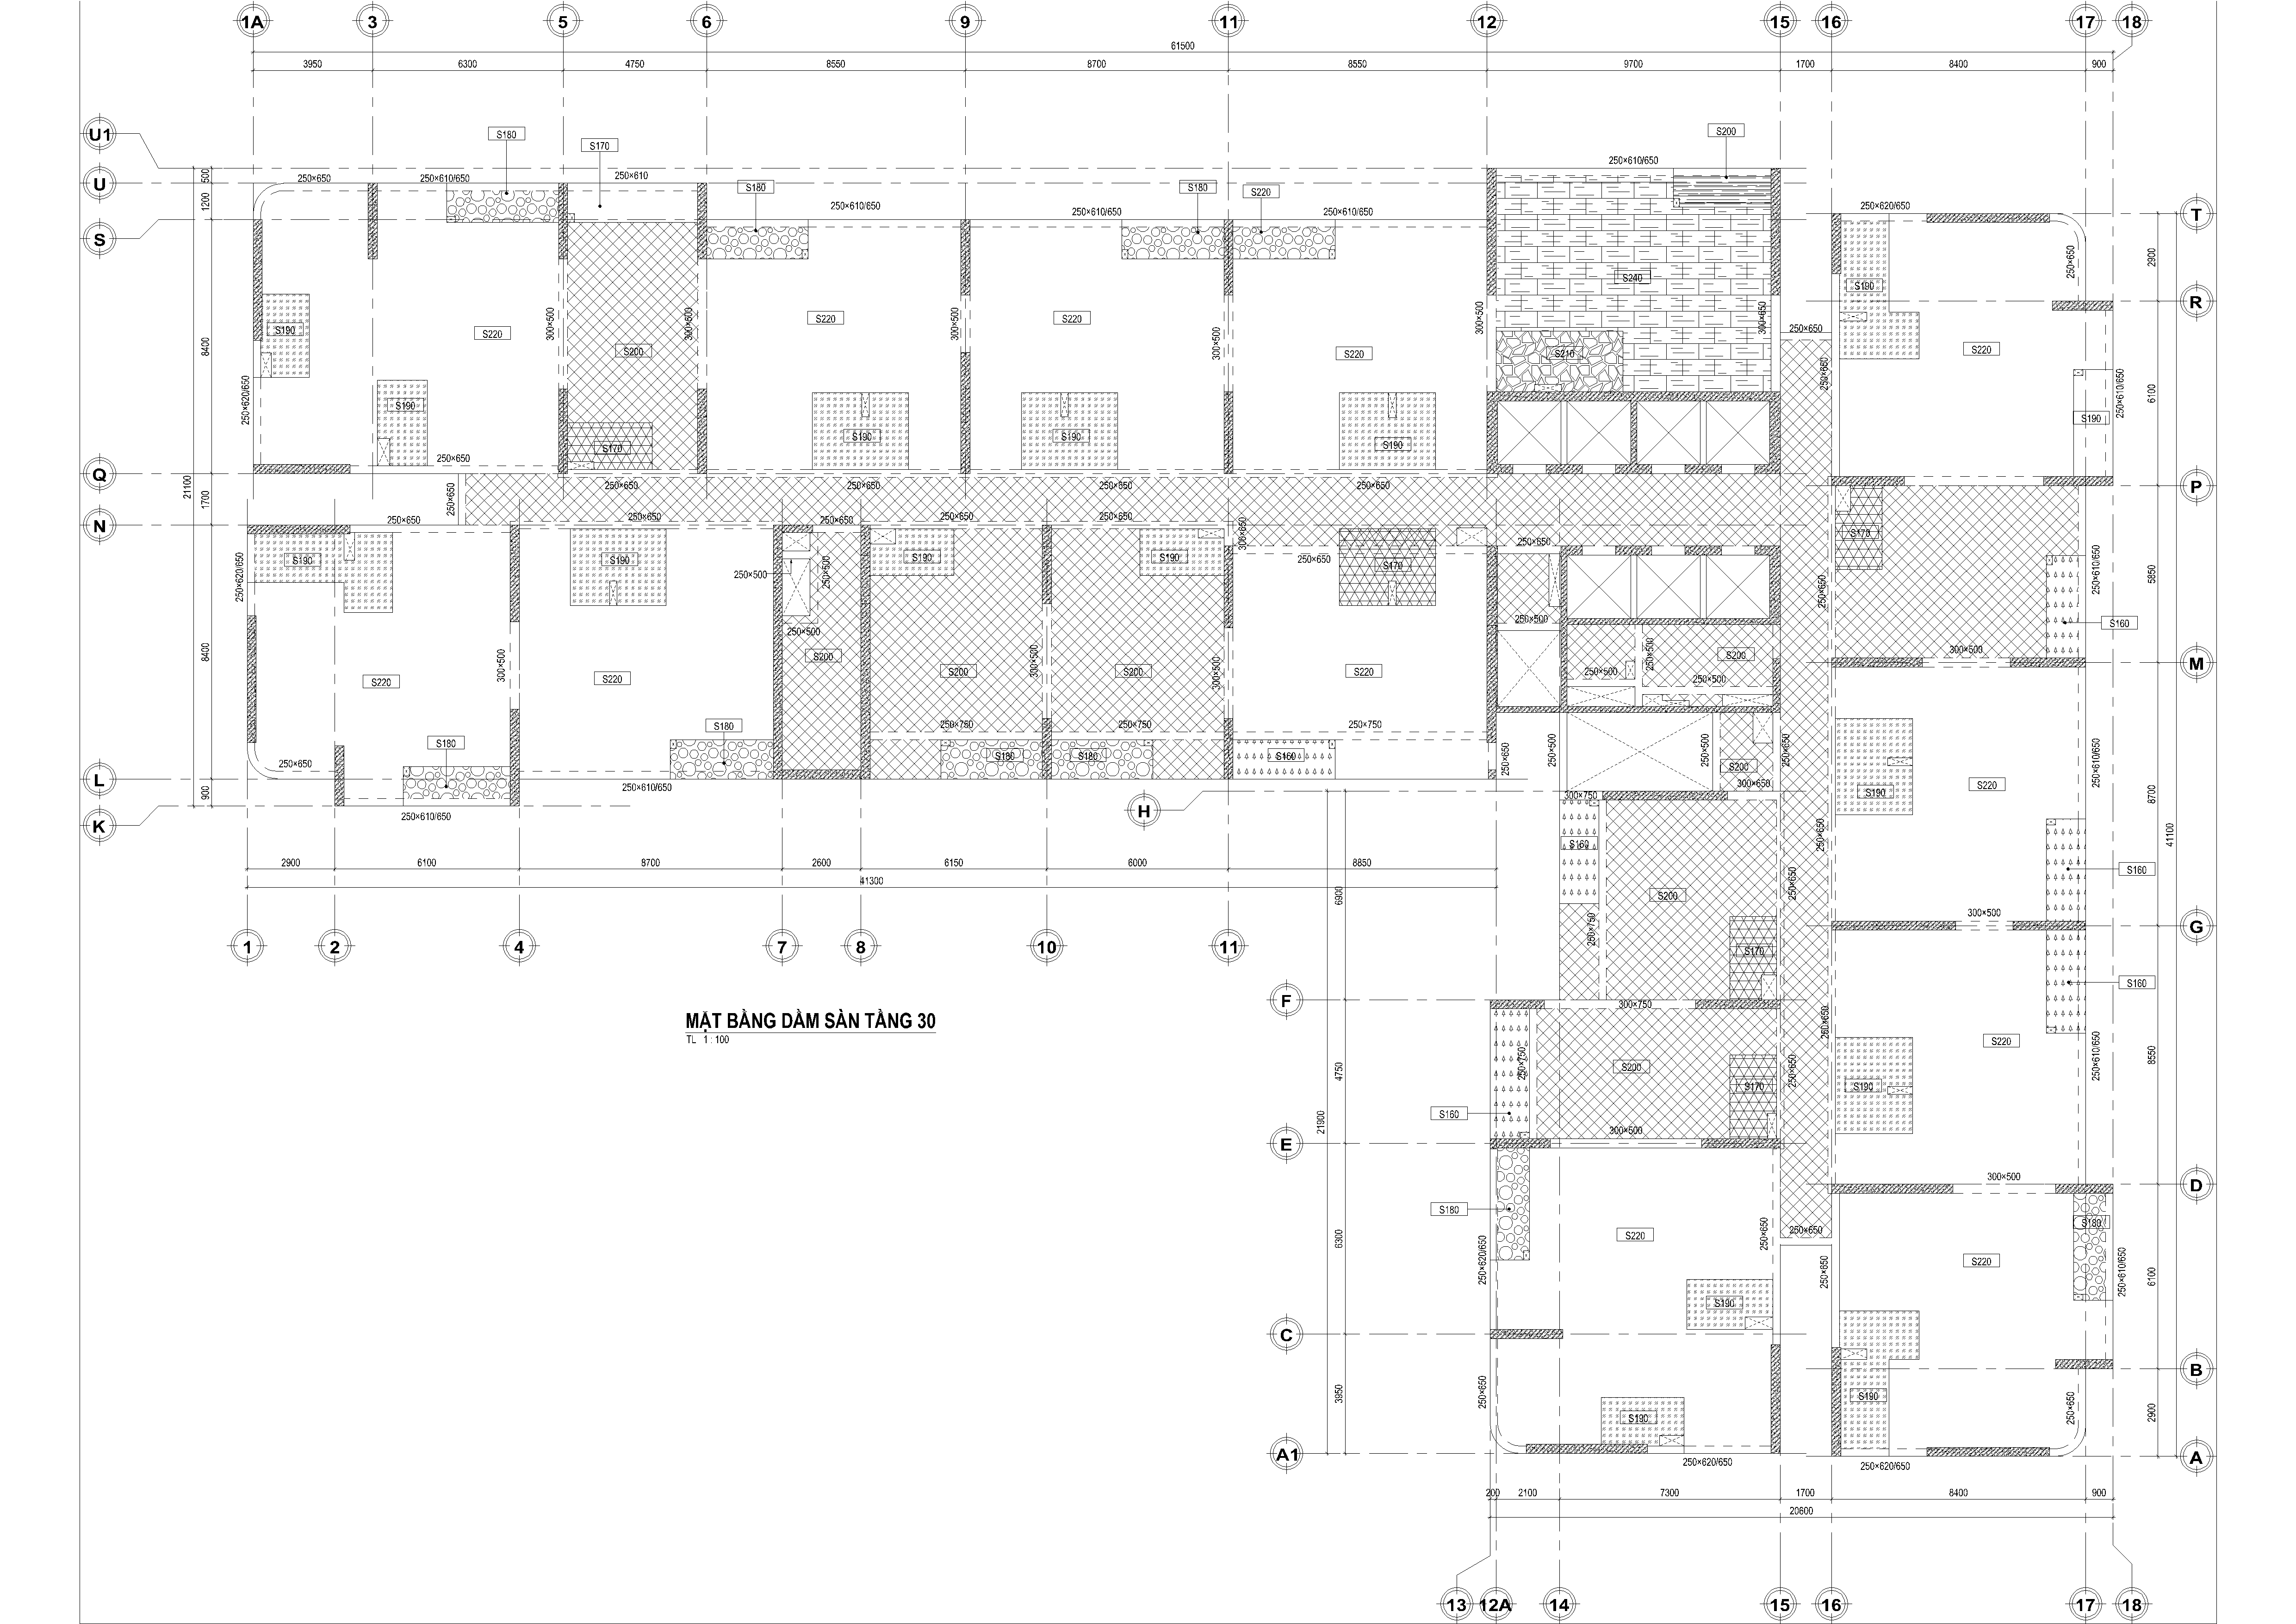 1A 3 5 6 9 11 12 15 16 17 18
61500
3950 6300 4750 8550 8700 8550 9700 1700 8400 900
U1
S180
S170
S200
250×610/650
500
U
250×650 250×610/650 250×610
S180 S180 S220
1200
250×610/650 250×610/650 250×610/650
250×620/650
T
S
2900
250×650
S240
S190
R
S190
S220
300×500 300×500 300×500 300×500 300×500 300×650
S220 S220
250×650
8400
S200
S220
S210
S220
250×650
250×620/650
S190
6100
250×610/650
S190
S190 S190 S190
S170
250×650
Q
P
21100
250×650 250×650 250×650 250×650
1700
250×650
250×650 250×650 250×650 250×650 250×650
N
300×650
250×650
S170
S190 S190 S190 S190
250×650
S170
250×620/650
250×500
250×500
5850
250×610/650
250×650
250×500
250×500
S160
S200
300×500
8400
300×500
S200 S200
300×500
300×500
S220
250×500
250×500
S200
250×500
M
S220
S220
S180
250×750 250×750 250×750
S180
S180 S180 S160
250×650
250×500
250×500
250×650
S200
250×610/650
250×650
L
900
250×610/650
300×650
S220
S190
300×750
8700
K
250×610/650
H
41100
S160
250×650
2900 6100 8700 2600 6150 6000 8850
S160
41300
6900
S200
250×650
300×500
1 2 4 7 8 10 11
G
250×750
S170
S160
F
300×750
MẶT BẰNG DẦM SÀN TẦNG 30
TL 1 : 100
250×650
S220
250×610/650
8550
4750
250×750
S200
250×650
S170
S190
S160
21900
300×500
E
300×500
D
S180
S180
250×650
6300
S220
250×650
S220
250×620/650
250×650
250×610/650
6100
S190
C
B
3950
250×650
S190
S190
250×650
2900
A1
A
250×620/650
250×620/650
200 2100 7300 1700 8400 900
20600
13 12A 14 15 16 17 18